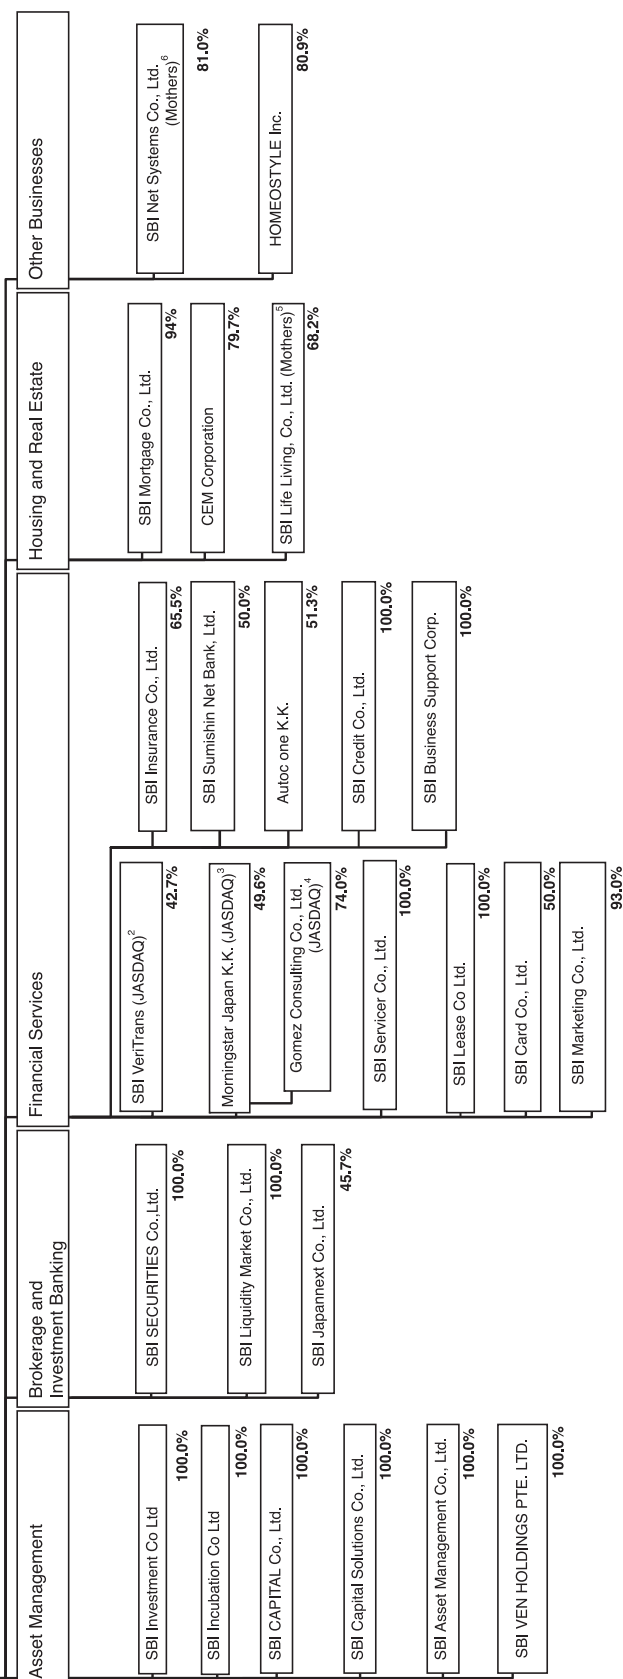 Asset Management
SBI Investment Co Ltd
100.0%
SBI Incubation Co Ltd
100.0%
SBI CAPITAL Co., Ltd.
100.0%
SBI Capital Solutions Co., Ltd.
100.0%
SBI Asset Management Co., Ltd.
100.0%
SBI VEN HOLDINGS PTE. LTD.
100.0%
Brokerage and
Investment Banking
SBI SECURITIES Co.,Ltd.
100.0%
SBI Liquidity Market Co., Ltd.
100.0%
SBI Japannext Co., Ltd.
45.7%
Financial Services
SBI VeriTrans (JASDAQ)2
42.7%
Morningstar Japan K.K. (JASDAQ)3
49.6%
Gomez Consulting Co., Ltd.
(JASDAQ)4
74.0%
SBI Servicer Co., Ltd.
100.0%
SBI Lease Co Ltd.
100.0%
SBI Card Co., Ltd.
50.0%
SBI Marketing Co., Ltd.
93.0%
SBI Insurance Co., Ltd.
65.5%
SBI Sumishin Net Bank, Ltd.
50.0%
Autoc one K.K.
51.3%
SBI Credit Co., Ltd.
100.0%
SBI Business Support Corp.
100.0%
Housing and Real Estate
SBI Mortgage Co., Ltd.
94%
CEM Corporation
79.7%
SBI Life Living, Co., Ltd. (Mothers)5
68.2%
Other Businesses
SBI Net Systems Co., Ltd.
(Mothers)6
81.0%
HOMEOSTYLE Inc.
80.9%